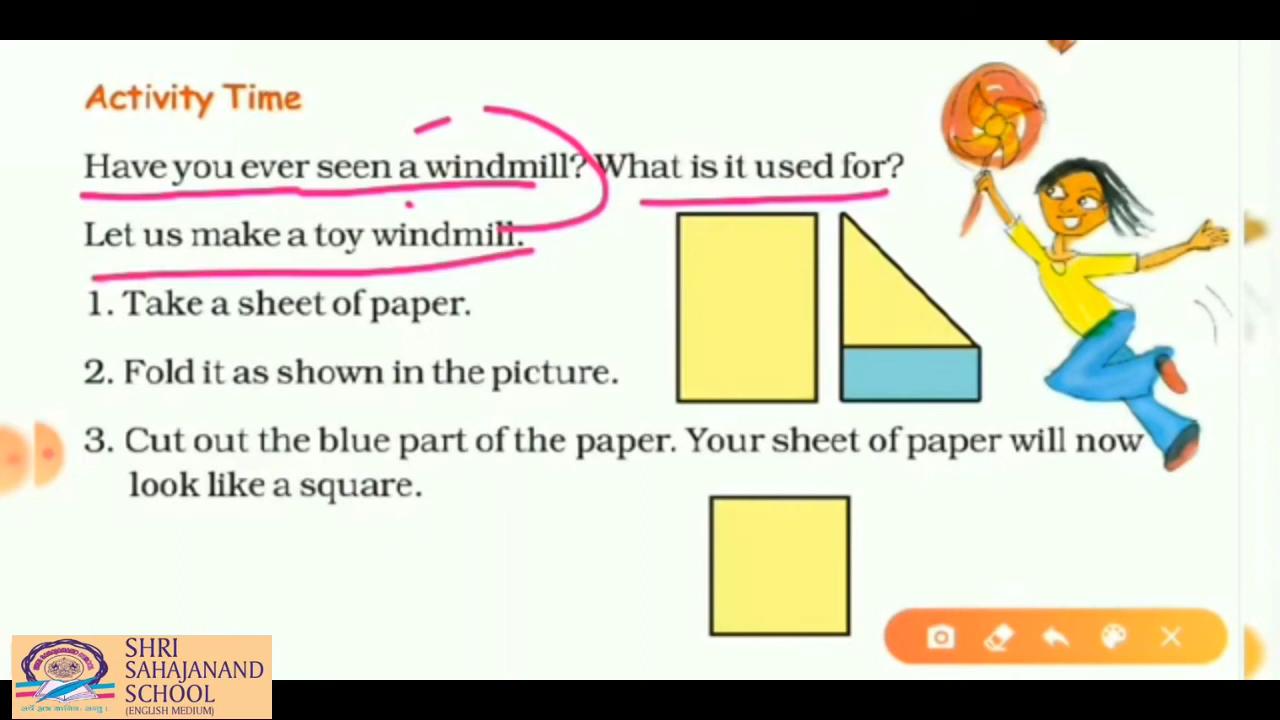 Activity Time
Have you ever seen a windmill? What is it used for?
Let us make a toy windmill.
1. Take a sheet of paper.
2. Fold it as shown in the picture.
3. Cut out the blue part of the paper. Your sheet of paper will now
look like a square.
SHRI
SAHAJANAND
SCHOOL
(ENGLISH MEDIUM)